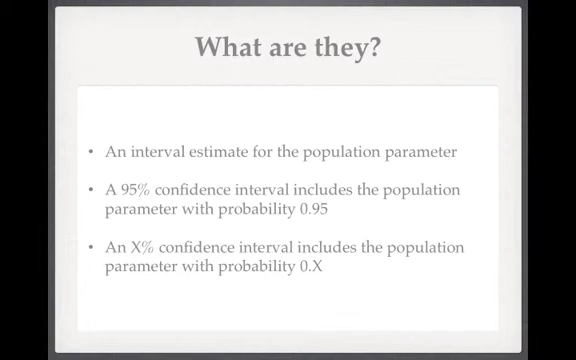 What are they?
• An interval estimate for the population parameter
• A 95% confidence interval includes the population
parameter with probability 0.95
• An X% confidence interval includes the population
parameter with probability 0.X